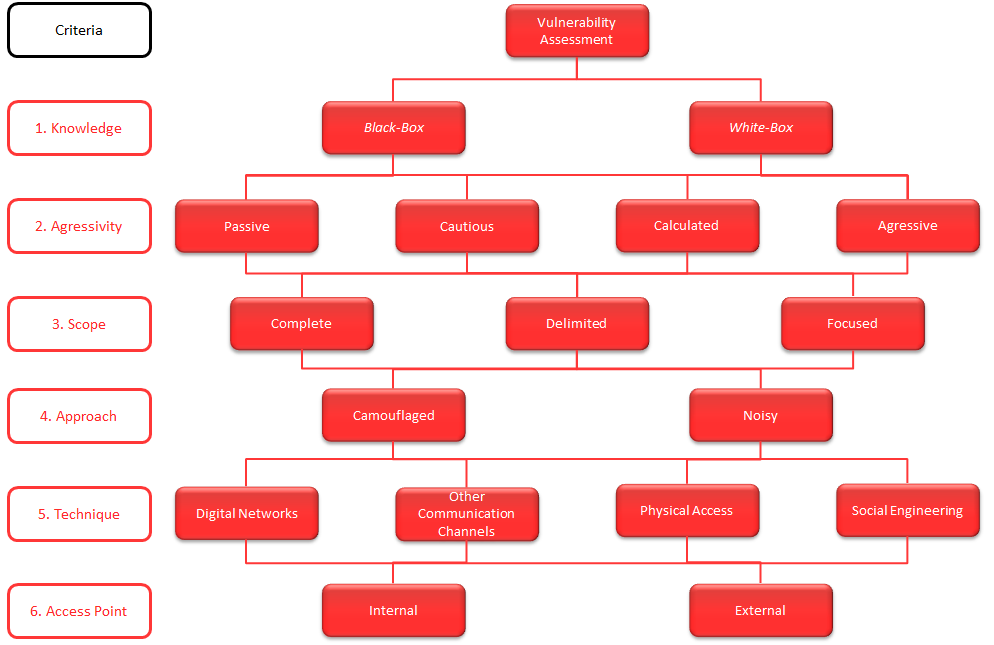 Criteria
Vulnerability
Assessment
1. Knowledge
Black-Box
White-Box
2. Agressivity
Passive
Cautious
Calculated
Agressive
3. Scope
Complete
Delimited
Focused
4. Approach
Camouflaged
Noisy
5. Technique
Digital Networks
Other
Communication
Channels
Physical Access
Social Engineering
6. Access Point
Internal
External